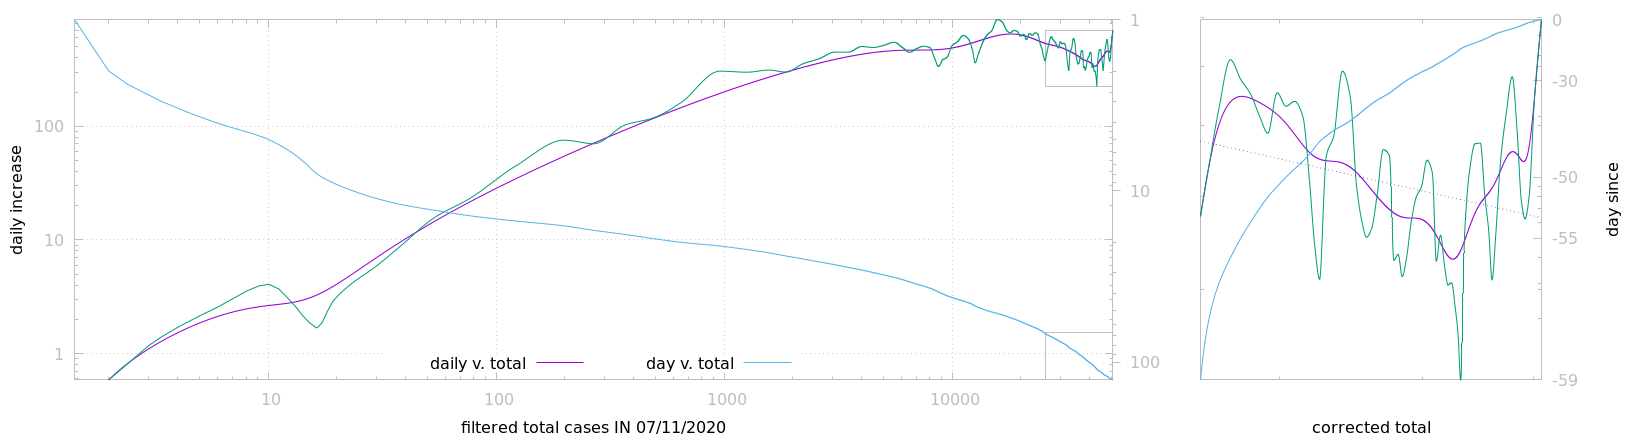 daily increase
100
10
1
1
10
100
10
100
1000
10000
daily v. total
day v. total
filtered total cases IN 07/11/2020
0
-30
-50
-55
-59
day since
corrected total